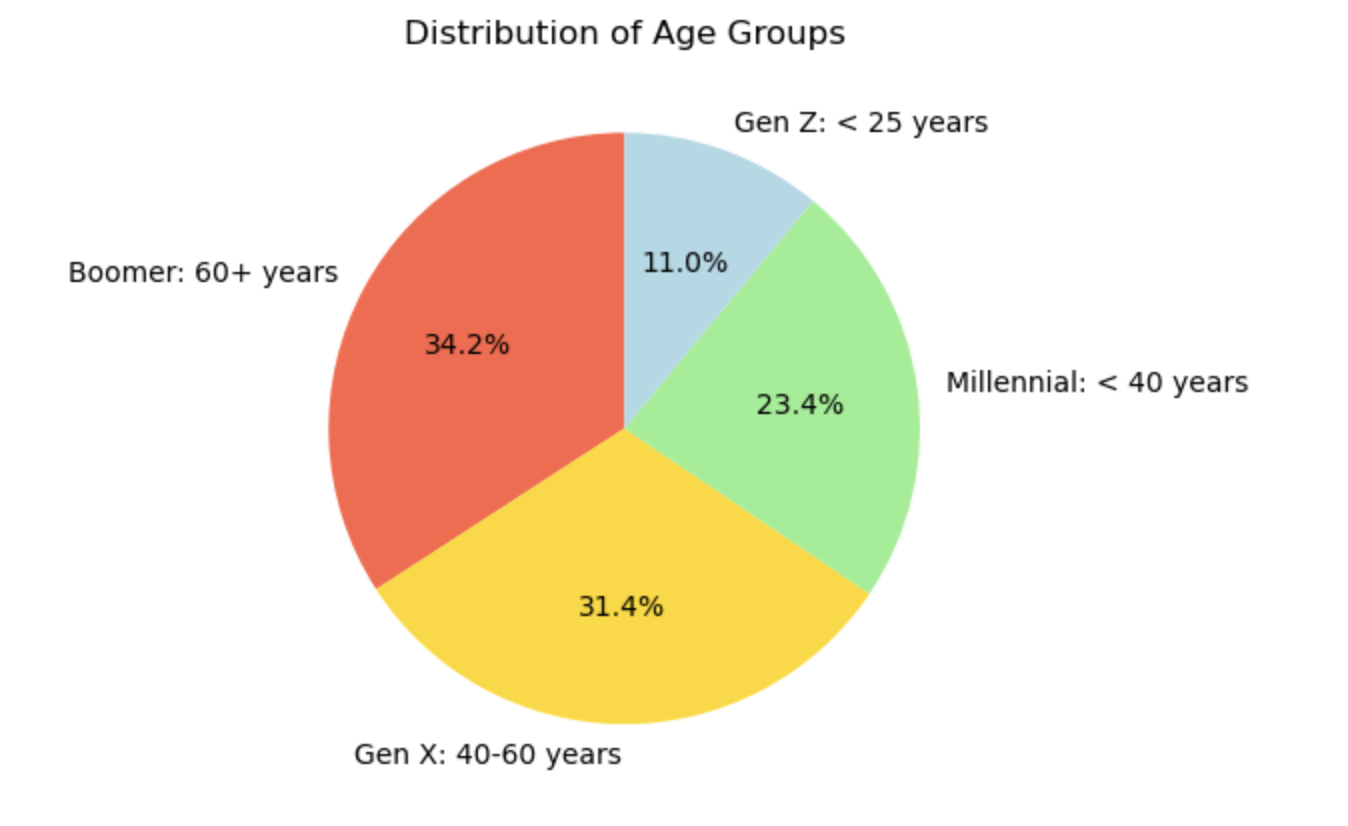 Distribution of Age Groups
Gen Z: < 25 years
11.0%
Boomer: 60+ years
34.2%
Millennial: < 40 years
23.4%
31.4%
Gen X: 40-60 years